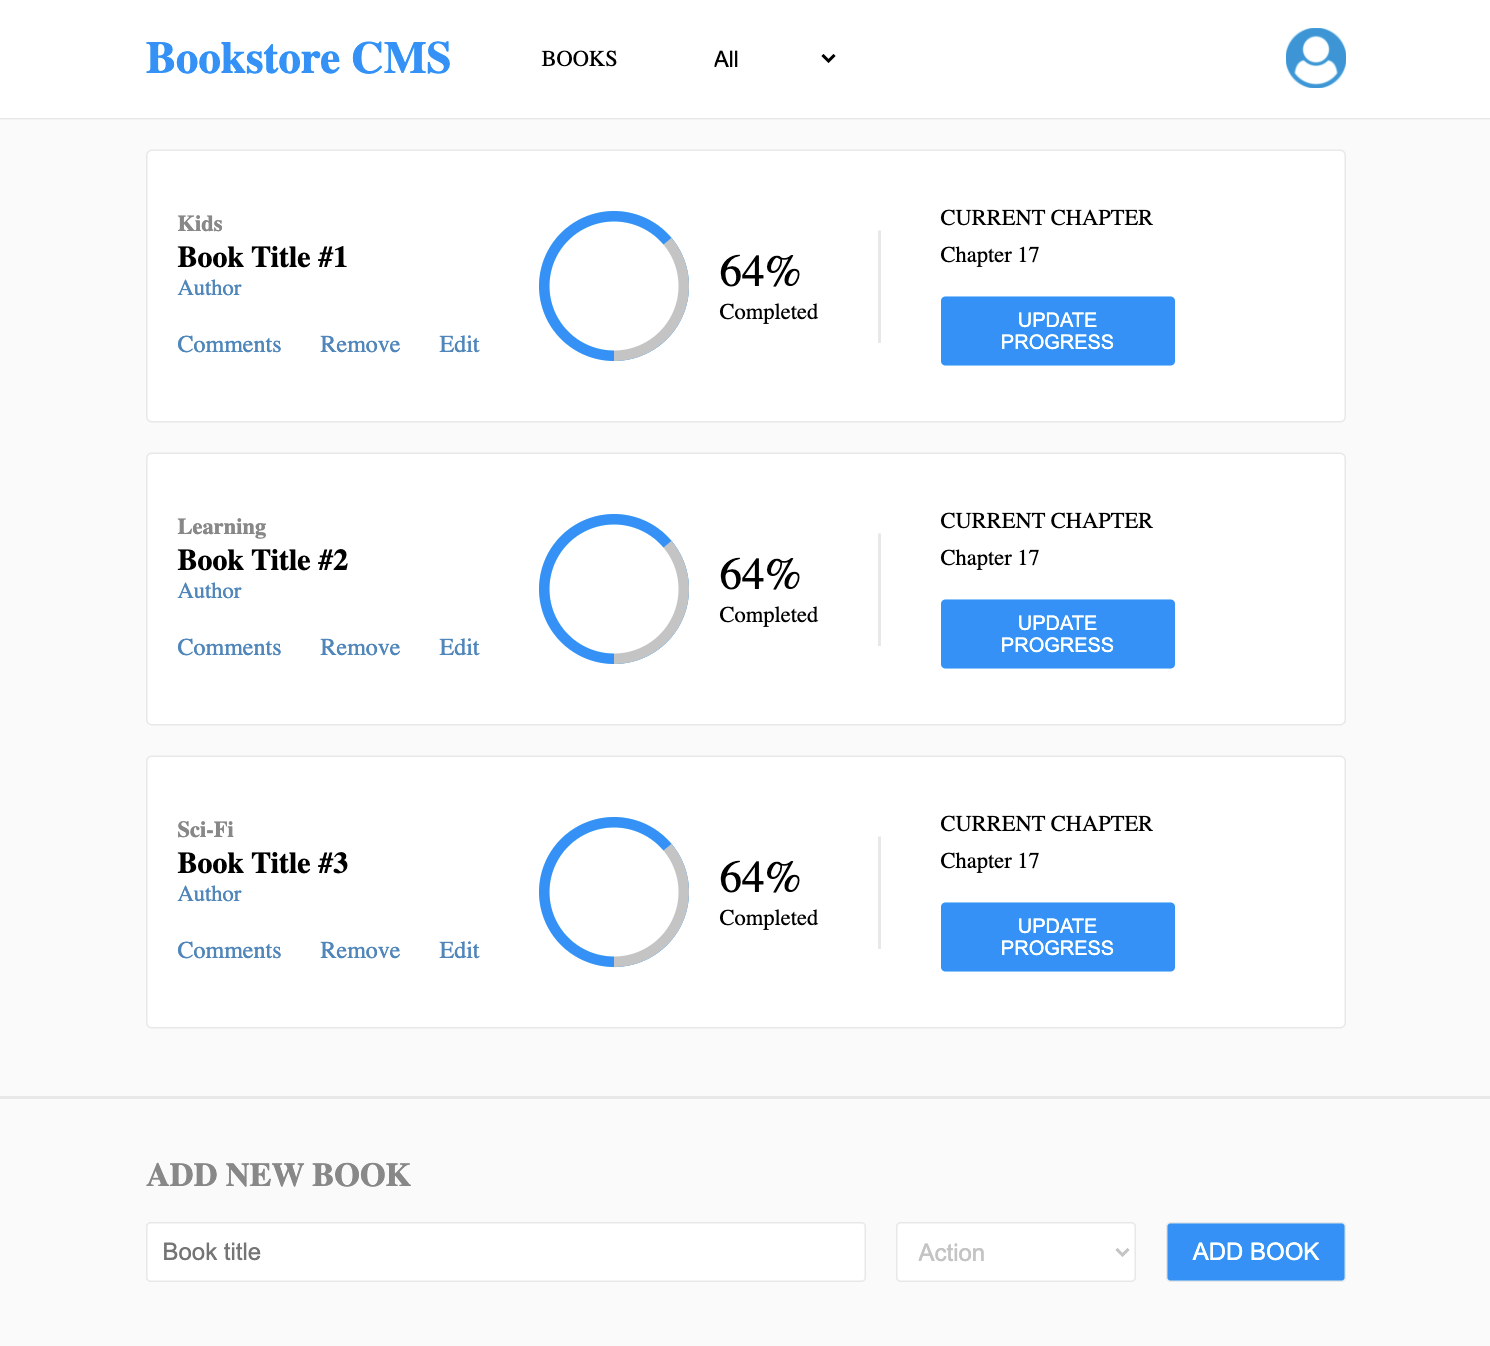 Bookstore CMS BOOKS All
Kids
Book Title #1
Author
Comments Remove Edit
64%
Completed
CURRENT CHAPTER
Chapter 17
UPDATE
PROGRESS
Learning
Book Title #2
Author
Comments Remove Edit
64%
Completed
CURRENT CHAPTER
Chapter 17
UPDATE
PROGRESS
Sci-Fi
Book Title #3
Author
Comments Remove Edit
64%
Completed
CURRENT CHAPTER
Chapter 17
UPDATE
PROGRESS
ADD NEW BOOK
Book title Action ADD BOOK